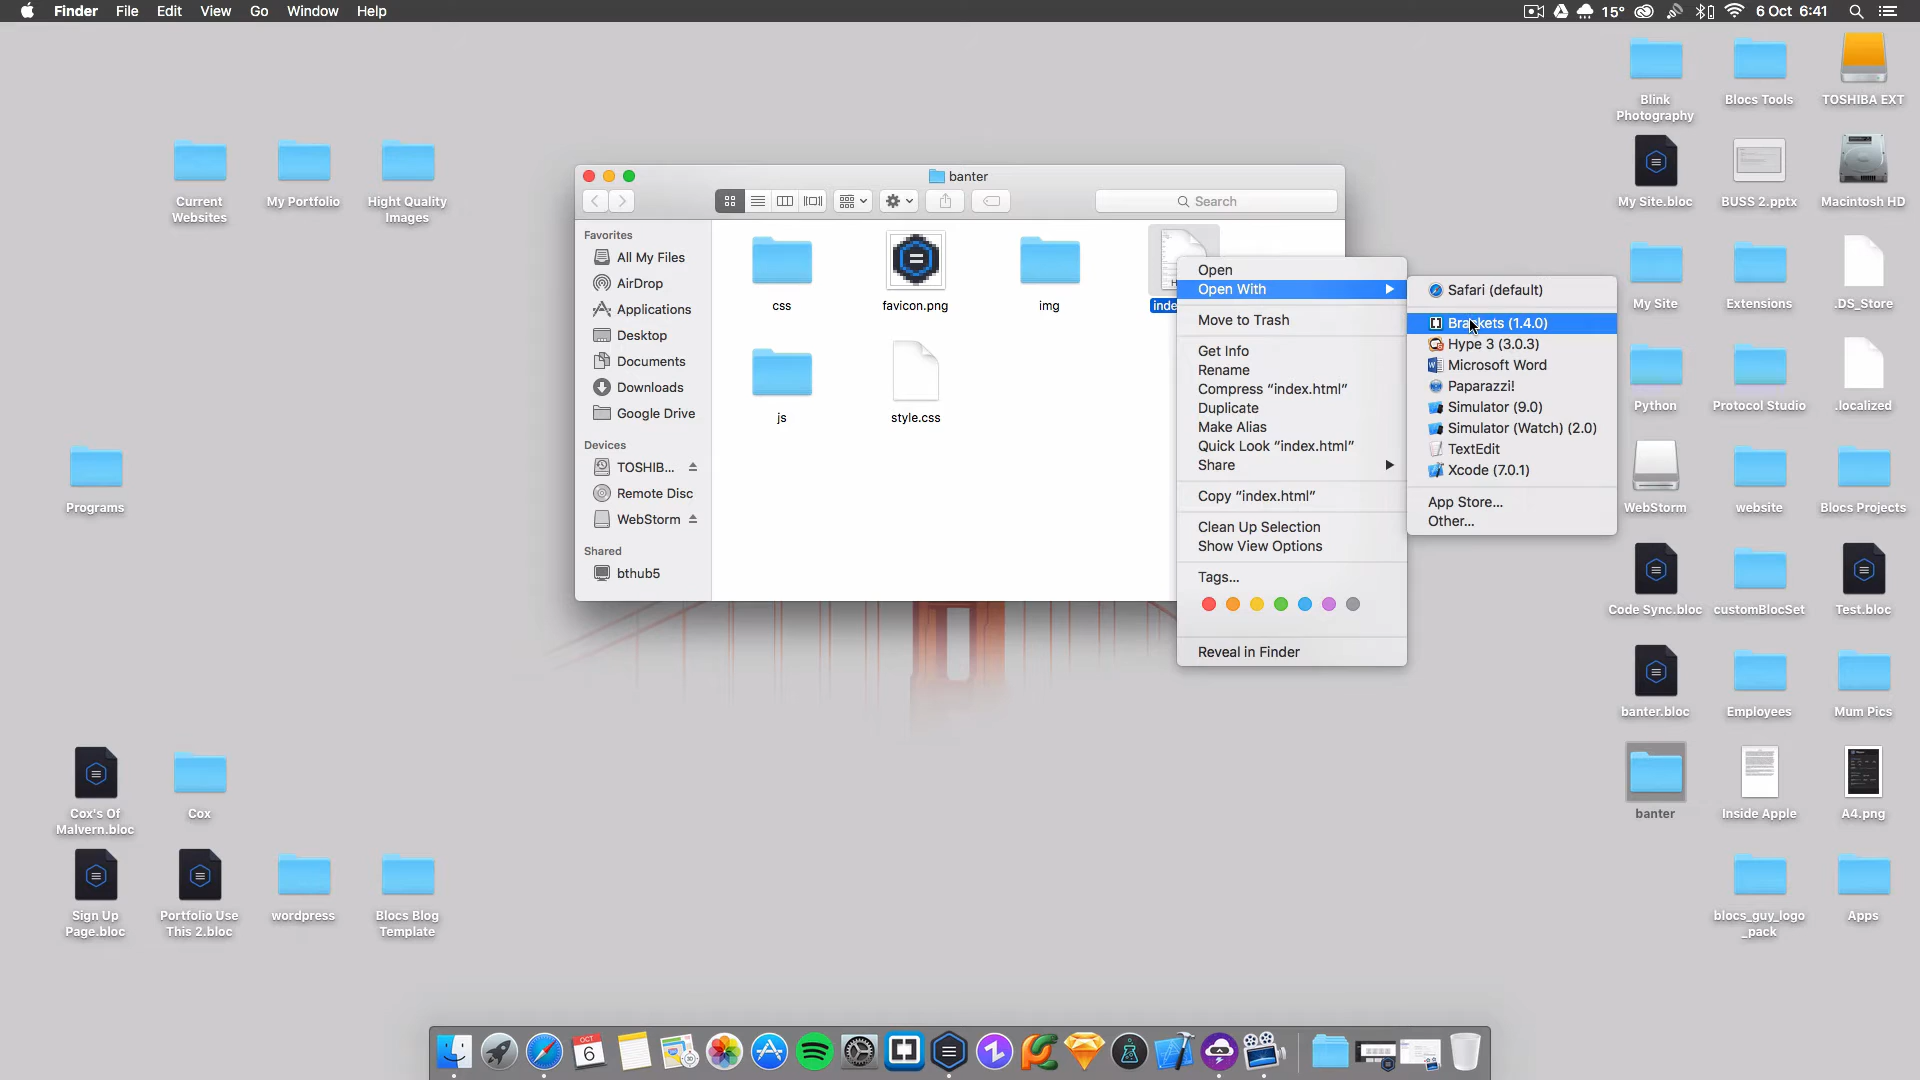 Finder File Edit View Go Window Help
15° 6 Oct 6:41
Current
Websites
My Portfolio
Hight Quality
Images
Programs
Cox's Of
Malvern.bloc
Cox
Sign Up
Page.bloc
Portfolio Use
This 2.bloc
wordpress
Blocs Blog
Template
banter
Search
Favorites
All My Files
AirDrop
Applications
Desktop
Documents
Downloads
Google Drive
Devices
TOSHIB...
Remote Disc
WebStorm
Shared
bthub5
css
favicon.png
img
js
style.css
Open
Open With
Move to Trash
Get Info
Rename
Compress “index.html”
Duplicate
Make Alias
Quick Look “index.html”
Share
Copy “index.html”
Clean Up Selection
Show View Options
Tags...
Reveal in Finder
Safari (default)
Brackets (1.4.0)
Hype 3 (3.0.3)
Microsoft Word
Paparazzi!
Simulator (9.0)
Simulator (Watch) (2.0)
TextEdit
Xcode (7.0.1)
App Store...
Other...
Blink
Photography
Blocs Tools
TOSHIBA EXT
My Site.bloc
BUSS 2.pptx
Macintosh HD
My Site
Extensions
.DS_Store
Python
Protocol Studio
.localized
WebStorm
website
Blocs Projects
Code Sync.bloc
customBlocSet
Test.bloc
banter.bloc
Employees
Mum Pics
banter
Inside Apple
A4.png
blocs_guy_logo
_pack
Apps
OCT
6